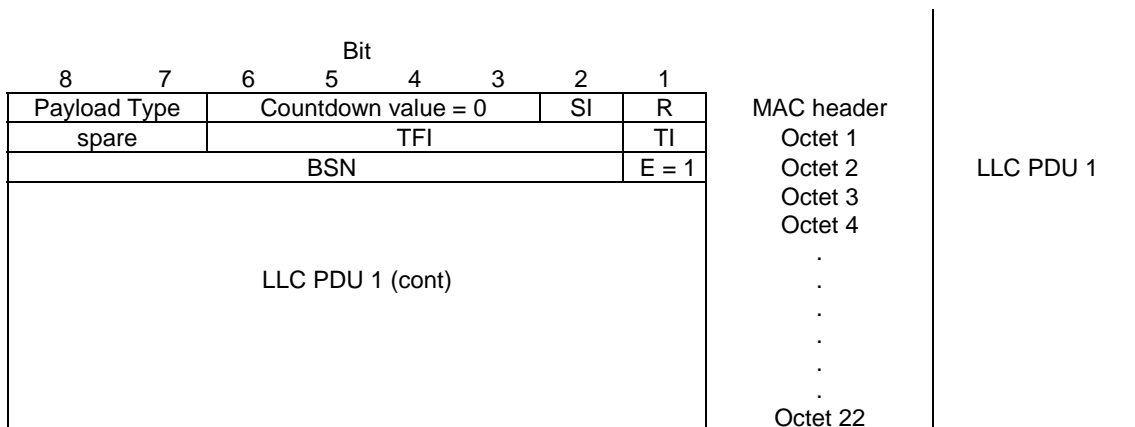 Bit
8 7 6 5 4 3 2 1
Payload Type Countdown value = 0 SI R MAC header
spare TFI TI Octet 1
BSN E = 1 Octet 2 LLC PDU 1
Octet 3
Octet 4
.
LLC PDU 1 (cont) .
.
.
.
.
Octet 22